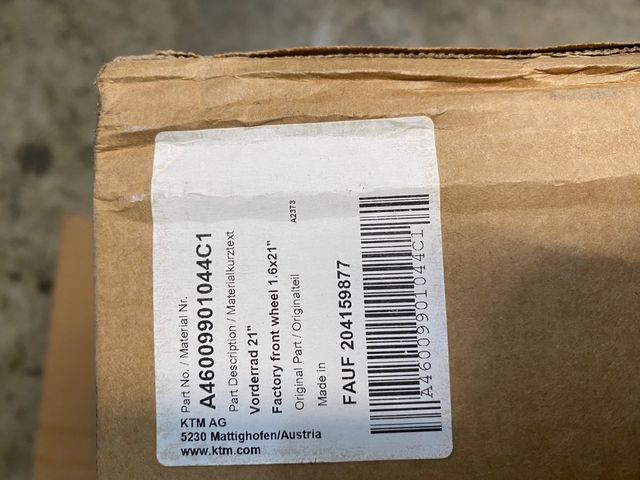 Part No. / Material Nr.
A46009901044C1
Part Description / Materialkurztext
Vorderrad 21"
Factory front wheel 1.6x21"
Original Part / Originalteil
A2373
Made in
FAUF 204159877
A46009901044C1
KTM AG
5230 Mattighofen/Austria
www.ktm.com